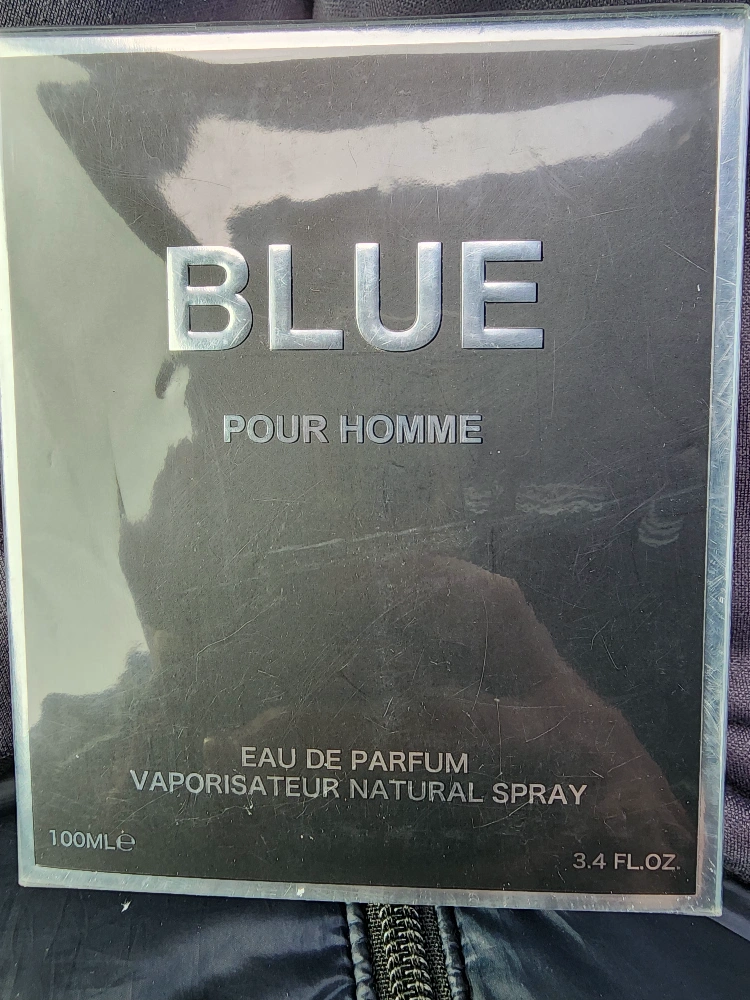 BLUE
POUR HOMME
EAU DE PARFUM
VAPORISATEUR NATURAL SPRAY
100ML℮
3.4 FL.OZ.